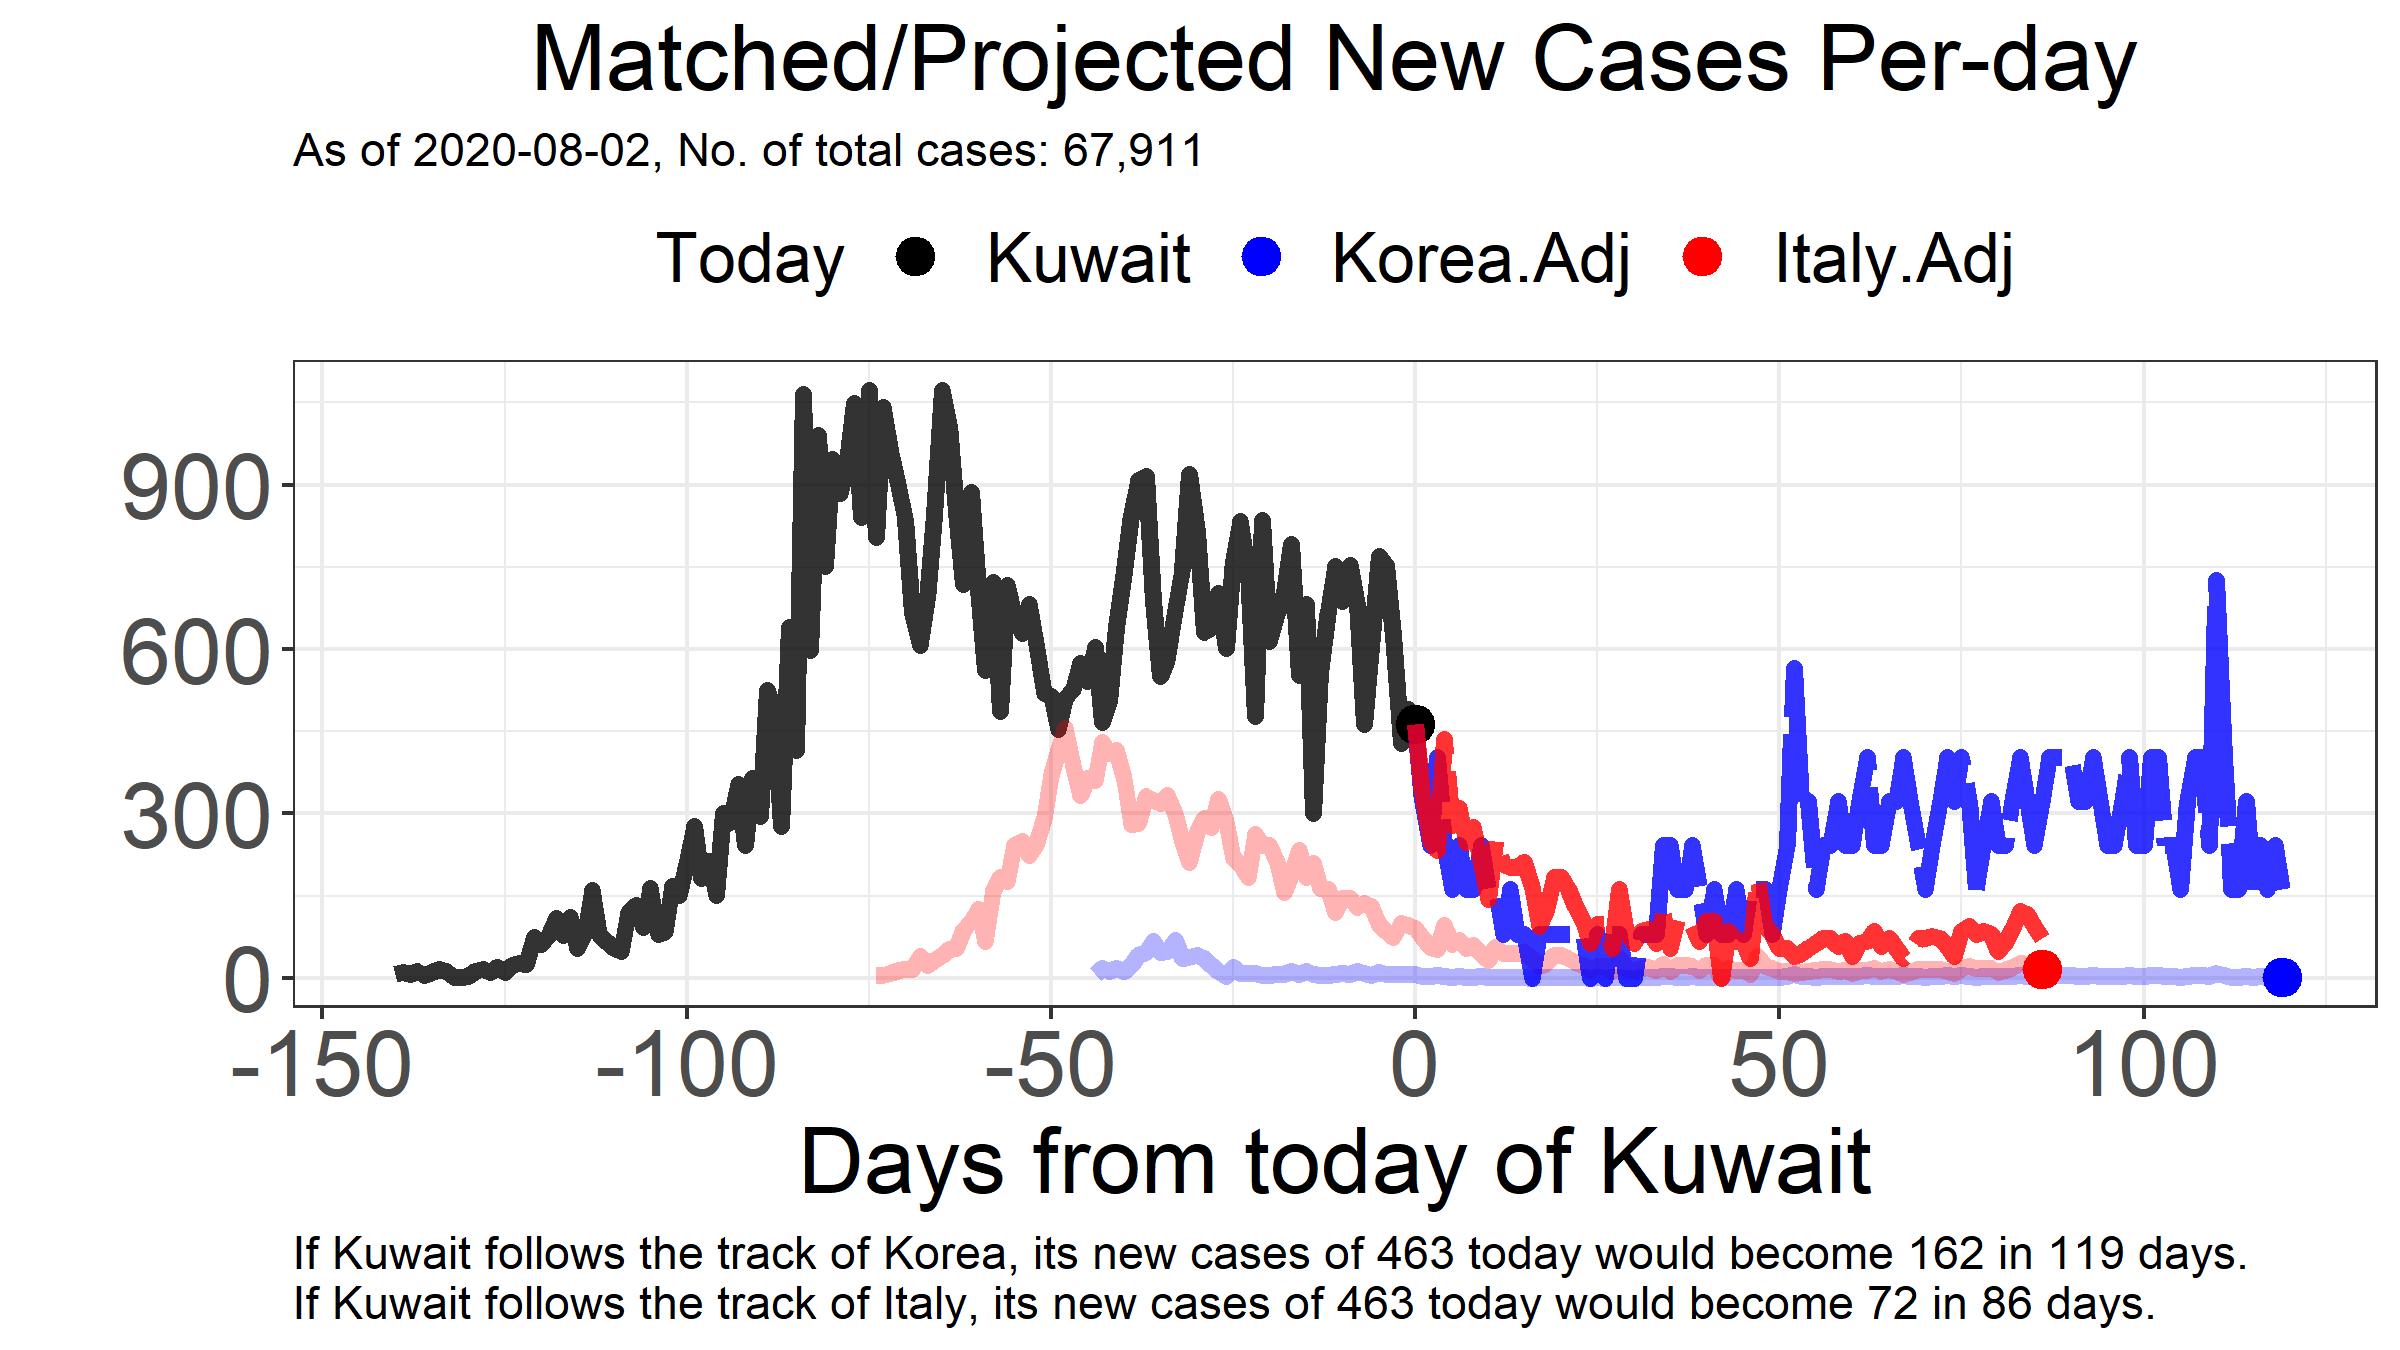 Matched/Projected New Cases Per-day
As of 2020-08-02, No. of total cases: 67,911
Today Kuwait Korea.Adj Italy.Adj
900
600
300
0
-150 -100 -50 0 50 100
Days from today of Kuwait
If Kuwait follows the track of Korea, its new cases of 463 today would become 162 in 119 days.
If Kuwait follows the track of Italy, its new cases of 463 today would become 72 in 86 days.